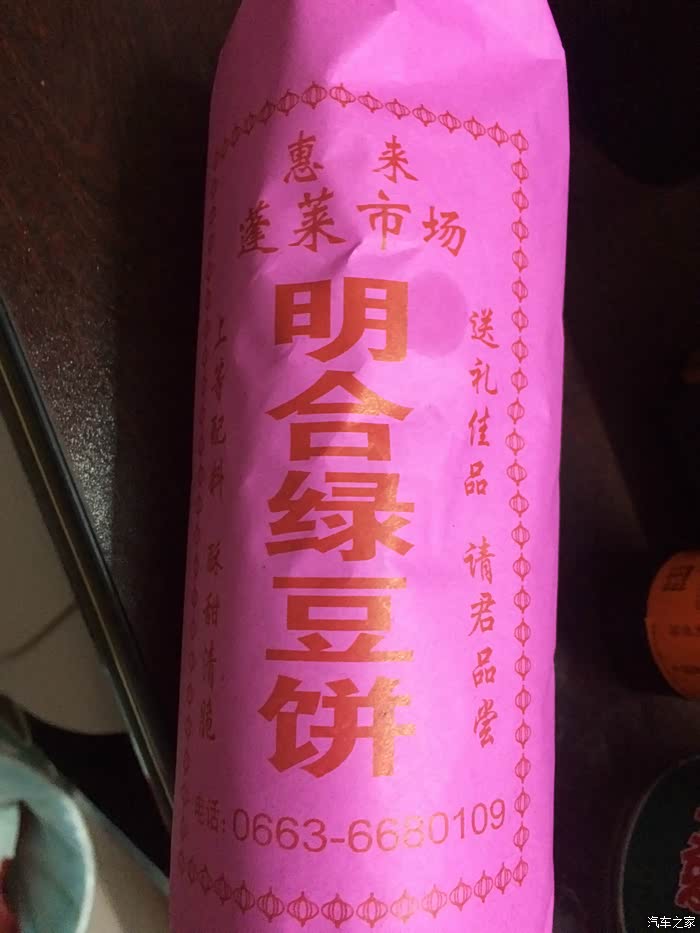 惠来
蓬莱市场
明合绿豆饼
送礼佳品 请君品尝
上等配料 酥甜清脆
电话:0663-6680109
汽车之家